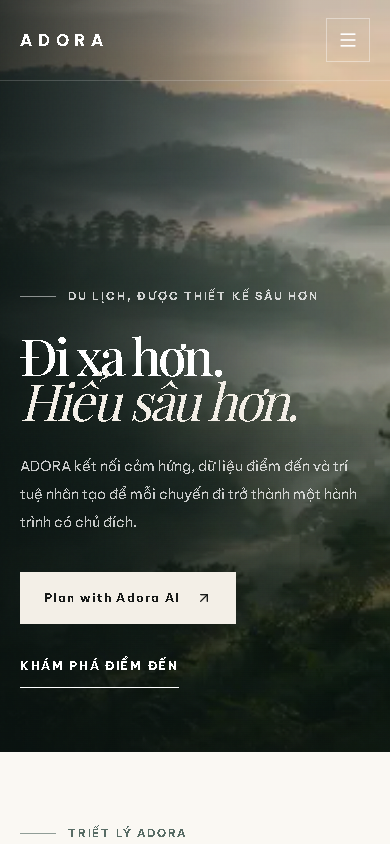 ADORA
DU LỊCH, ĐƯỢC THIẾT KẾ SÂU HƠN
Đi xa hơn.
Hiểu sâu hơn.
ADORA kết nối cảm hứng, dữ liệu điểm đến và trí
tuệ nhân tạo để mỗi chuyến đi trở thành một hành
trình có chủ đích.
Plan with Adora AI
KHÁM PHÁ ĐIỂM ĐẾN
TRIẾT LÝ ADORA